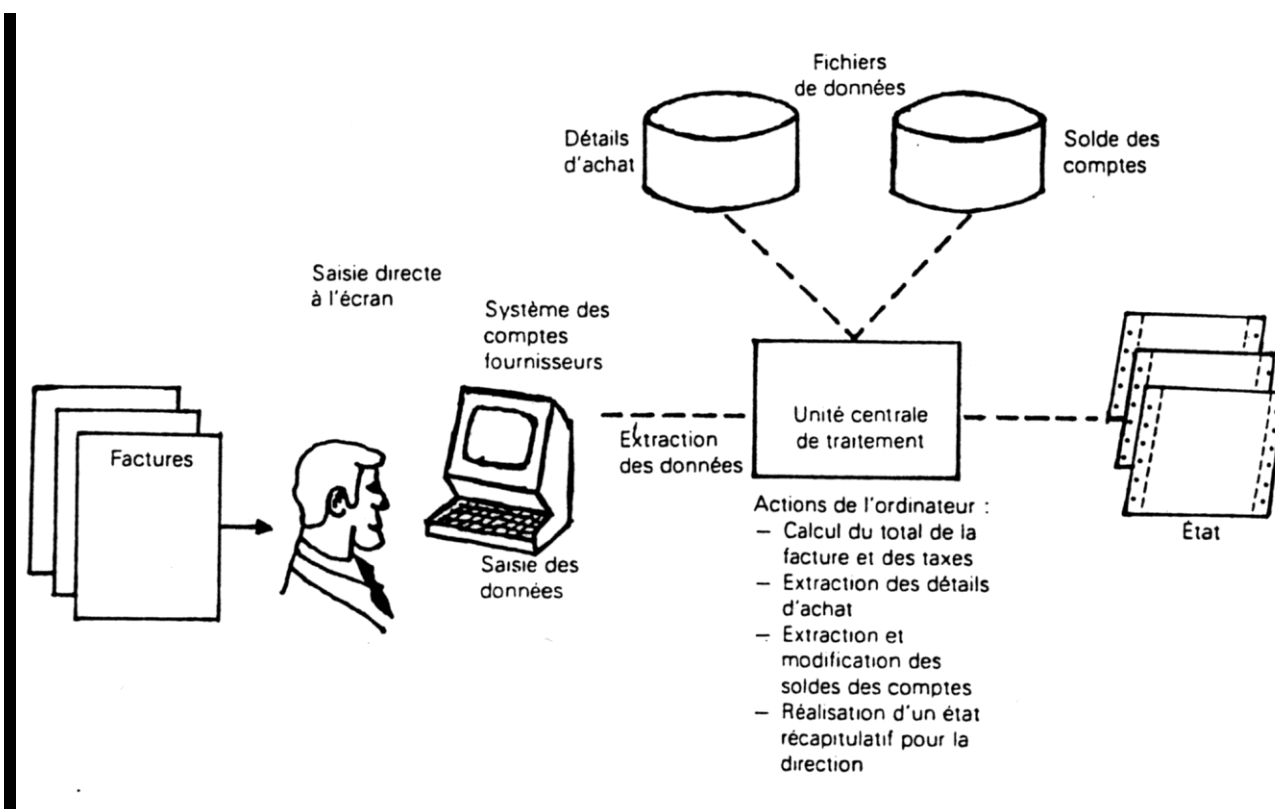 Fichiers
de données
Détails
d'achat
Solde des
comptes
Saisie directe
à l'écran
Système des
comptes
fournisseurs
Factures
Extraction
des données
Unité centrale
de traitement
Saisie des
données
État
Actions de l'ordinateur :
– Calcul du total de la
facture et des taxes
– Extraction des détails
d'achat
– Extraction et
modification des
soldes des comptes
– Réalisation d'un état
récapitulatif pour la
direction